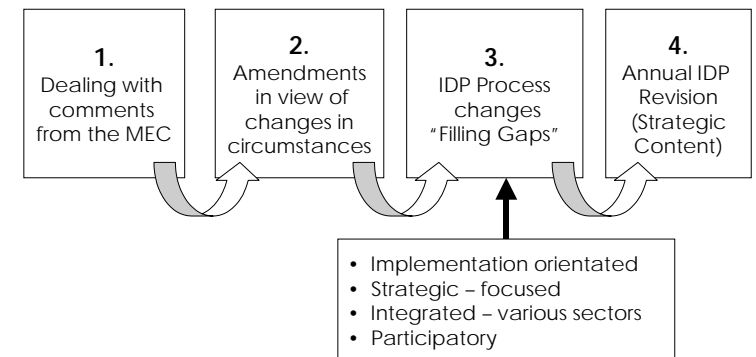 1.
Dealing with
comments
from the MEC
2.
Amendments
in view of
changes in
circumstances
3.
IDP Process
changes
"Filling Gaps"
4.
Annual IDP
Revision
(Strategic
Content)
• Implementation orientated
• Strategic – focused
• Integrated – various sectors
• Participatory